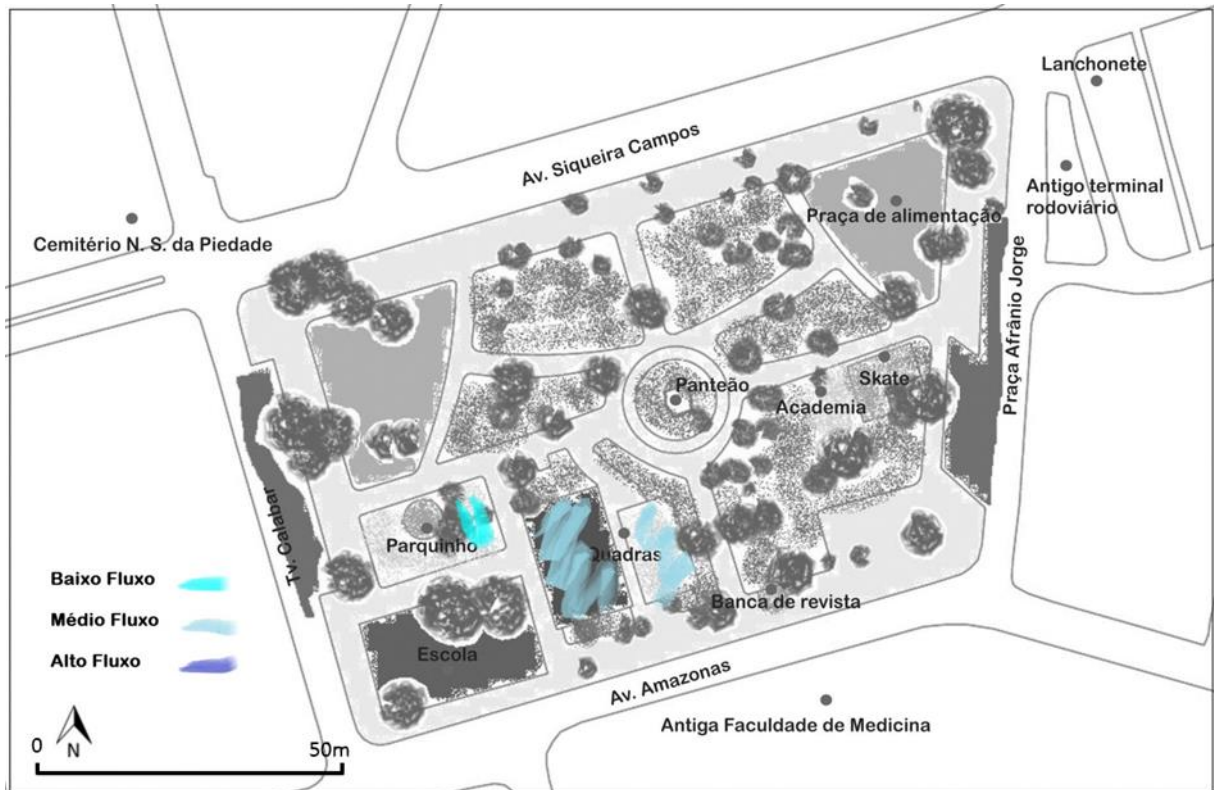 Lanchonete
Av. Siqueira Campos
Antigo terminal
rodoviário
Praça de alimentação
Cemitério N. S. da Piedade
Praça Afrânio Jorge
Skate
Panteão
Academia
Tv. Calabar
Parquinho
Quadras
Baixo Fluxo
Banca de revista
Médio Fluxo
Escola
Alto Fluxo
Av. Amazonas
Antiga Faculdade de Medicina
N
0
50m